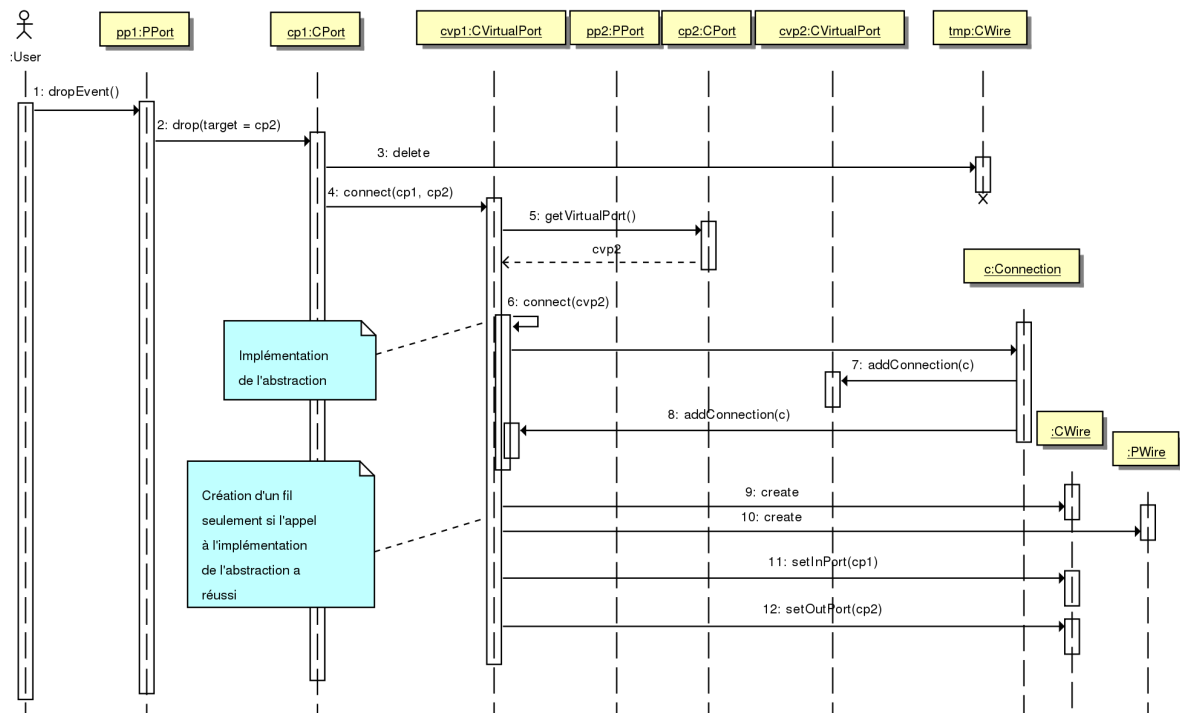 :User
pp1:PPort
cp1:CPort
cvp1:CVirtualPort
pp2:PPort
cp2:CPort
cvp2:CVirtualPort
tmp:CWire
1: dropEvent()
2: drop(target = cp2)
3: delete
4: connect(cp1, cp2)
5: getVirtualPort()
cvp2
c:Connection
6: connect(cvp2)
Implémentation
de l'abstraction
7: addConnection(c)
8: addConnection(c)
:CWire
:PWire
Création d'un fil
seulement si l'appel
à l'implémentation
de l'abstraction a
réussi
9: create
10: create
11: setInPort(cp1)
12: setOutPort(cp2)